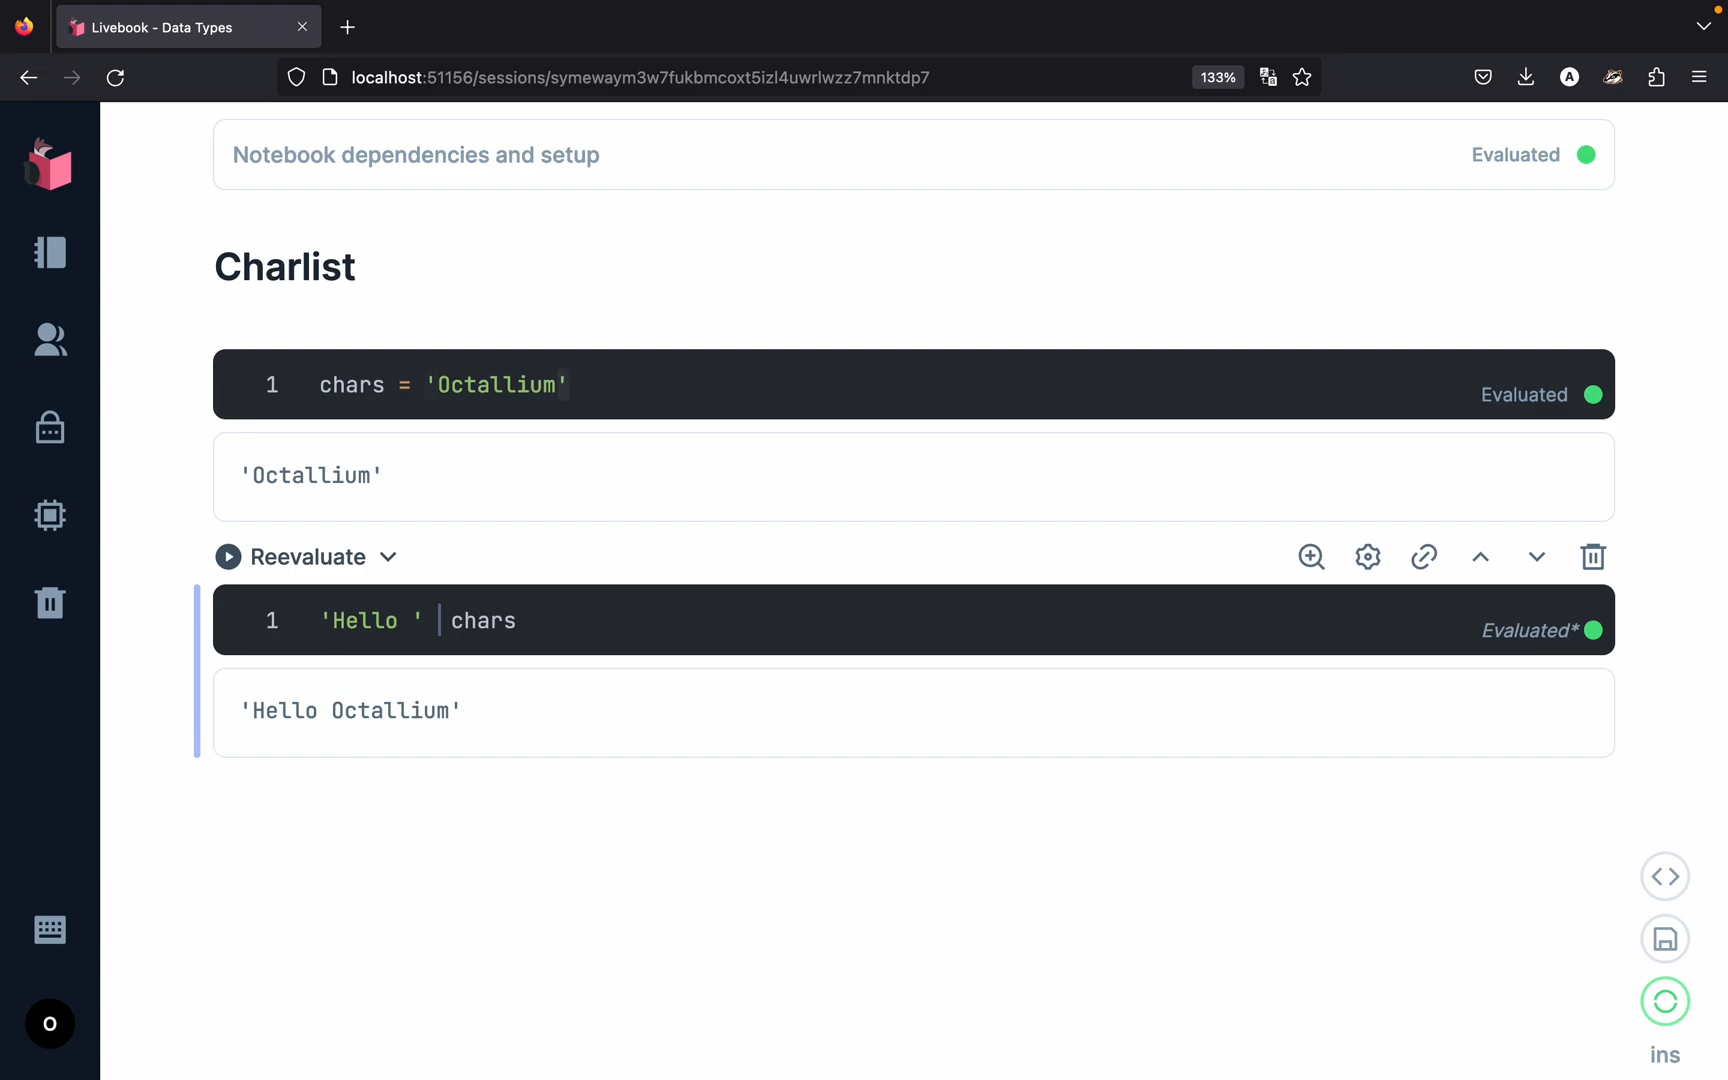 Livebook - Data Types
localhost:51156/sessions/symewaym3w7fukbmcoxt5izl4uwrlwzz7mnktdp7
133%
A
Notebook dependencies and setup
Evaluated
Charlist
1 chars = 'Octallium'
Evaluated
'Octallium'
Reevaluate
1 'Hello ' chars
Evaluated*
'Hello Octallium'
O
ins